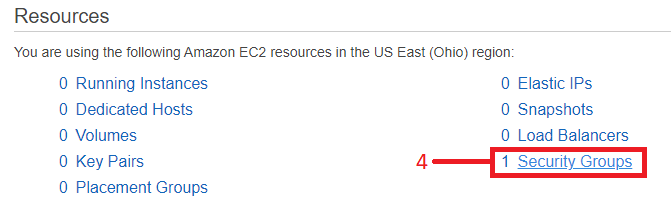 Resources
You are using the following Amazon EC2 resources in the US East (Ohio) region:
0 Running Instances
0 Dedicated Hosts
0 Volumes
0 Key Pairs
0 Placement Groups
0 Elastic IPs
0 Snapshots
0 Load Balancers
4
1 Security Groups